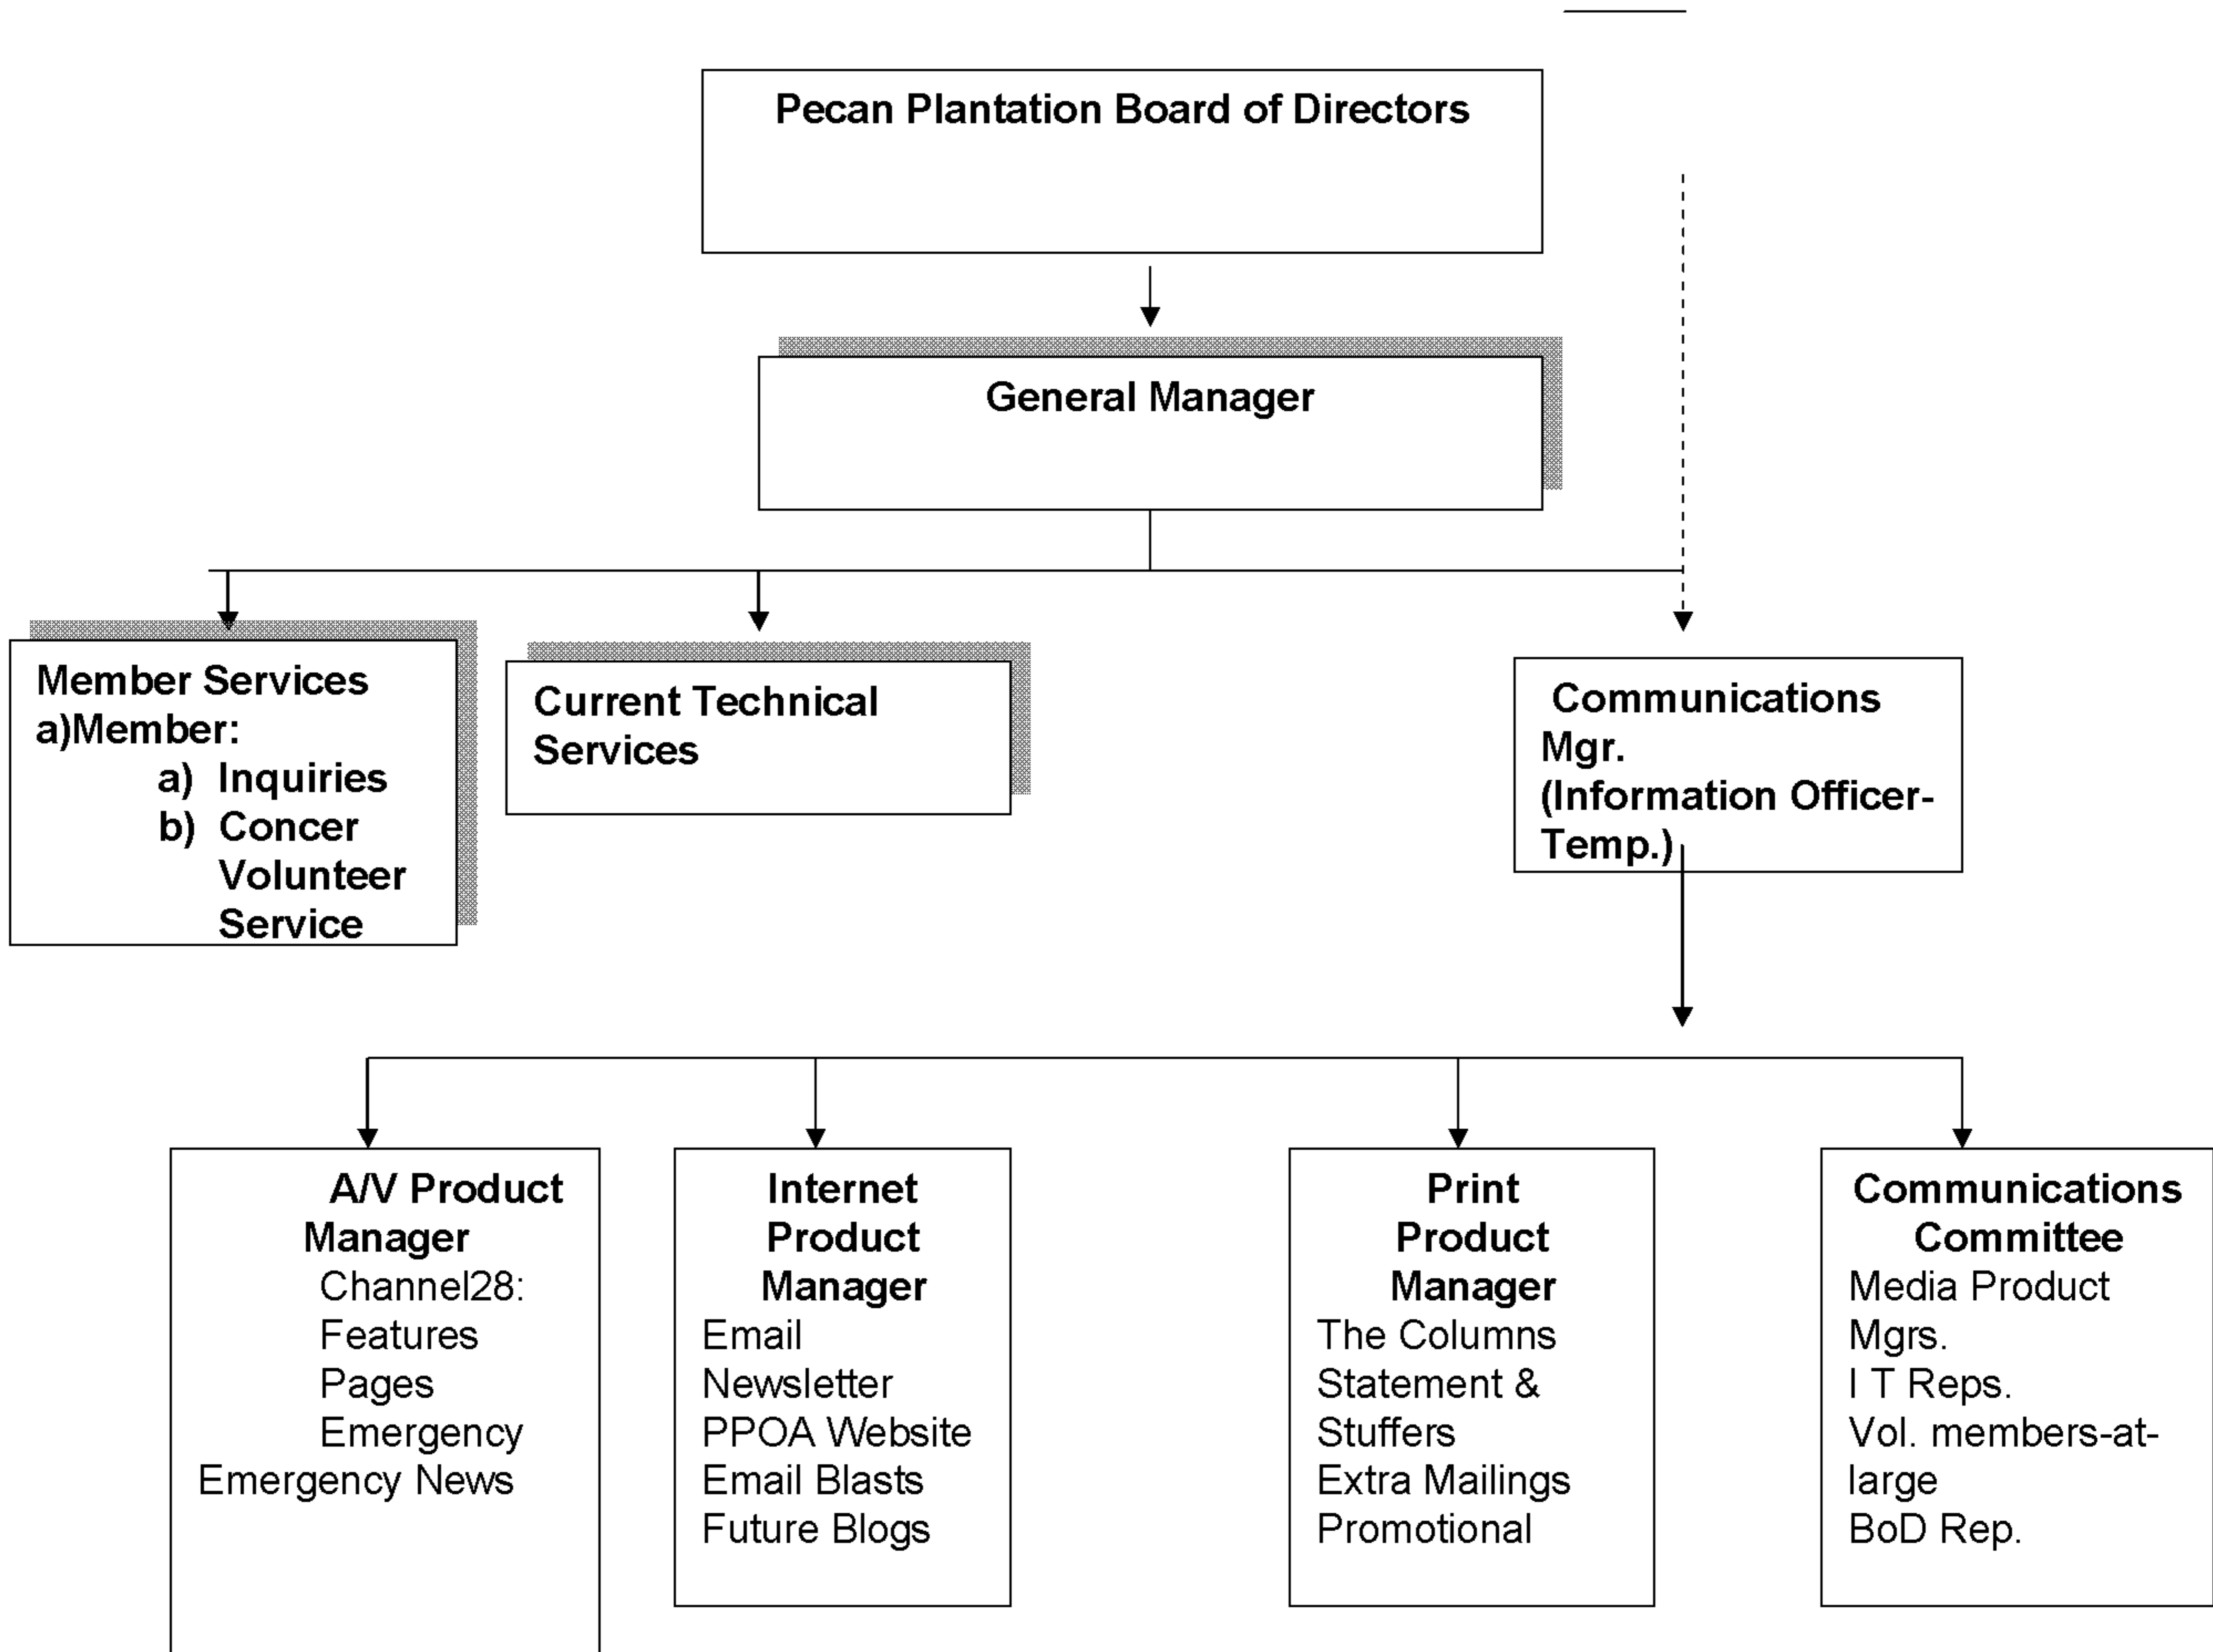 Pecan Plantation Board of Directors
General Manager
Member Services
a)Member:
a) Inquiries
b) Concer
Volunteer
Service
Current Technical
Services
Communications
Mgr.
(Information Officer-
Temp.)
A/V Product
Manager
Channel28:
Features
Pages
Emergency
Emergency News
Internet
Product
Manager
Email
Newsletter
PPOA Website
Email Blasts
Future Blogs
Print
Product
Manager
The Columns
Statement &
Stuffers
Extra Mailings
Promotional
Communications
Committee
Media Product
Mgrs.
I T Reps.
Vol. members-at-
large
BoD Rep.